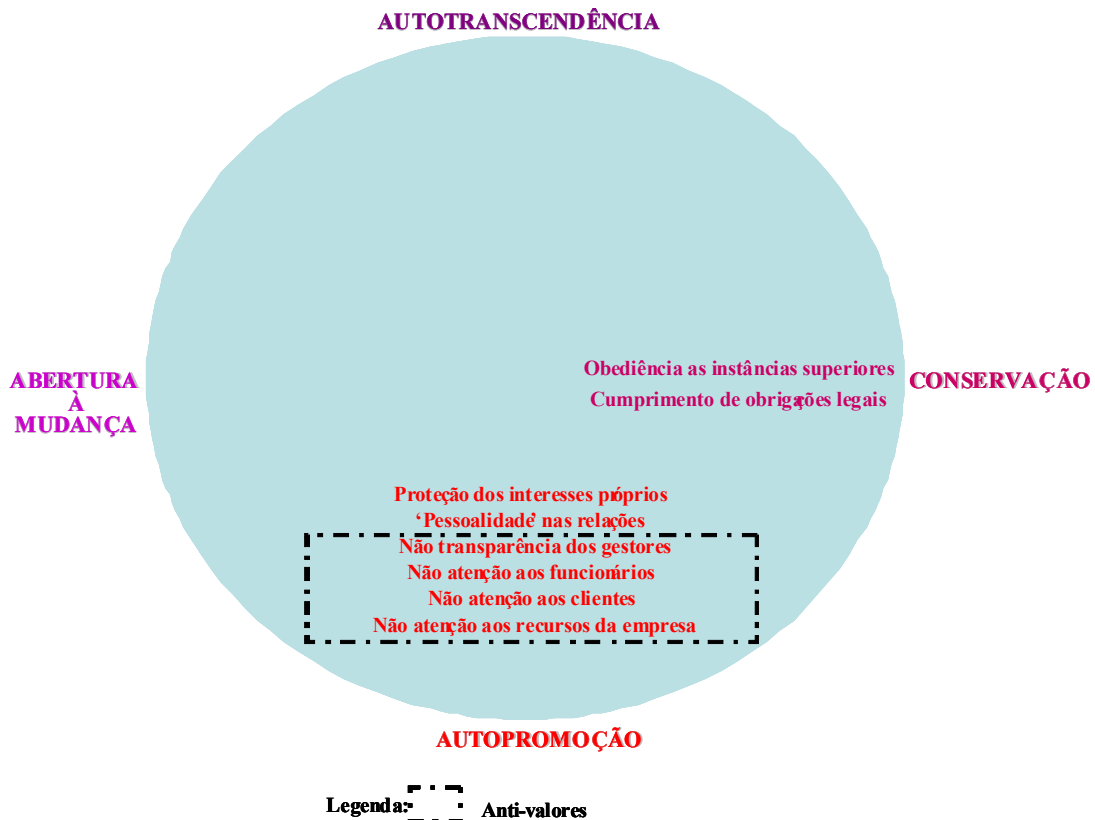 AUTOTRANSCENDÊNCIA
Obediência as instâncias superiores
ABERTURA
À
MUDANÇA
CONSERVAÇÃO
Cumprimento de obrigações legais
Proteção dos interesses próprios
‘Pessoalidade’ nas relações
Não transparência dos gestores
Não atenção aos funcionários
Não atenção aos clientes
Não atenção aos recursos da empresa
AUTOPROMOÇÃO
Legenda:
Anti-valores